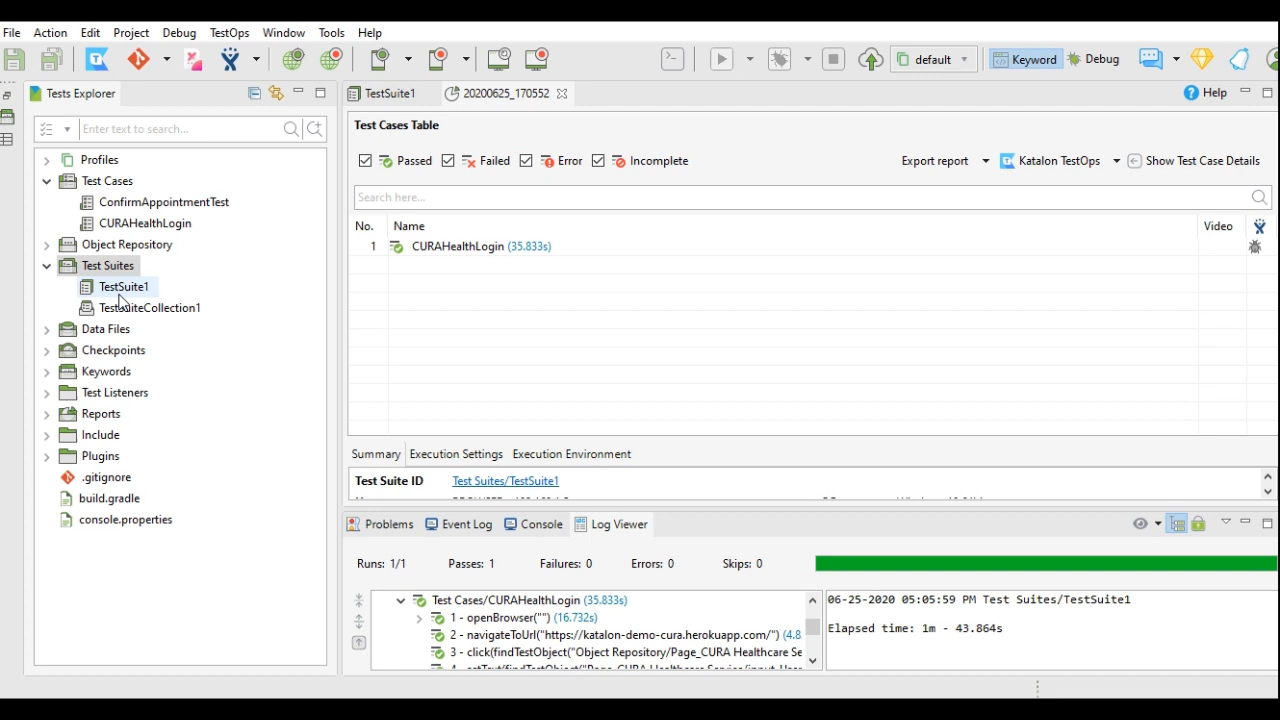 File Action Edit Project Debug TestOps Window Tools Help
default Keyword Debug
Tests Explorer
Enter text to search...
Profiles
Test Cases
ConfirmAppointmentTest
CURAHealthLogin
Object Repository
Test Suites
TestSuite1
TestSuiteCollection1
Data Files
Checkpoints
Keywords
Test Listeners
Reports
Include
Plugins
.gitignore
build.gradle
console.properties
TestSuite1 20200625_170552 Help
Test Cases Table
Passed Failed Error Incomplete Export report Katalon TestOps Show Test Case Details
Search here...
No. Name Video
1 CURAHealthLogin (35.833s)
Summary Execution Settings Execution Environment
Test Suite ID Test Suites/TestSuite1
Problems Event Log Console Log Viewer
Runs: 1/1 Passes: 1 Failures: 0 Errors: 0 Skips: 0
Test Cases/CURAHealthLogin (35.833s)
1 - openBrowser("") (16.732s)
2 - navigateToUrl("https://katalon-demo-cura.herokuapp.com/") (4.8
3 - click(findTestObject("Object Repository/Page_CURA Healthcare Se
06-25-2020 05:05:59 PM Test Suites/TestSuite1
Elapsed time: 1m - 43.864s